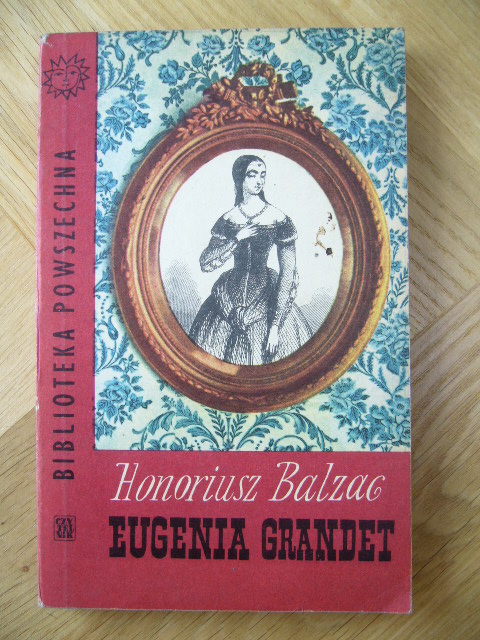 BIBLIOTEKA POWSZECHNA
Honoriusz Balzac
EUGENIA GRANDET